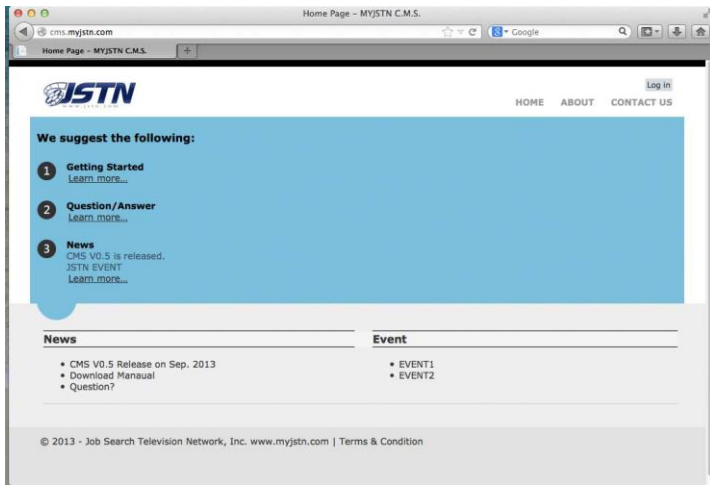 Home Page - MYJSTN C.M.S.
cms.myjstn.com
Google
Home Page - MYJSTN C.M.S.
JSTN
www.jstn.com
Log in
HOME ABOUT CONTACT US
We suggest the following:
1 Getting Started
Learn more...
2 Question/Answer
Learn more...
3 News
CMS V0.5 is released.
JSTN EVENT
Learn more...
News
• CMS V0.5 Release on Sep. 2013
• Download Manaual
• Question?
Event
• EVENT1
• EVENT2
© 2013 - Job Search Television Network, Inc. www.myjstn.com | Terms & Condition